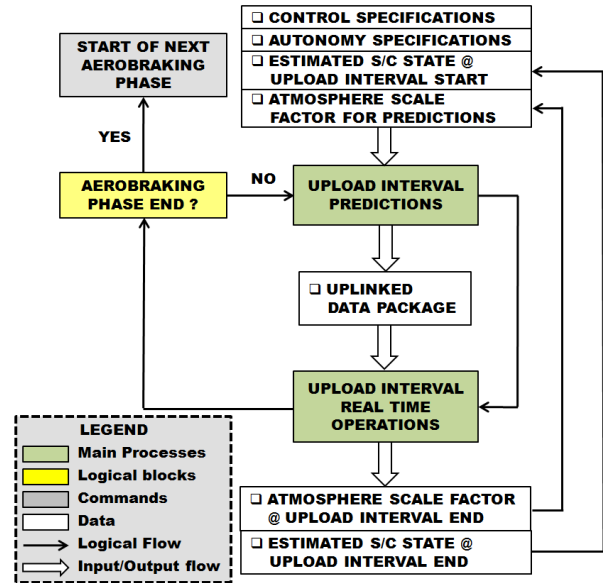 ❑ CONTROL SPECIFICATIONS
❑ AUTONOMY SPECIFICATIONS
❑ ESTIMATED S/C STATE @
UPLOAD INTERVAL START
❑ ATMOSPHERE SCALE
FACTOR FOR PREDICTIONS
START OF NEXT
AEROBRAKING
PHASE
YES
AEROBRAKING
PHASE END ?
NO
UPLOAD INTERVAL
PREDICTIONS
❑ UPLINKED
DATA PACKAGE
UPLOAD INTERVAL
REAL TIME
OPERATIONS
❑ ATMOSPHERE SCALE FACTOR
@ UPLOAD INTERVAL END
❑ ESTIMATED S/C STATE @
UPLOAD INTERVAL END
LEGEND
Main Processes
Logical blocks
Commands
Data
Logical Flow
Input/Output flow